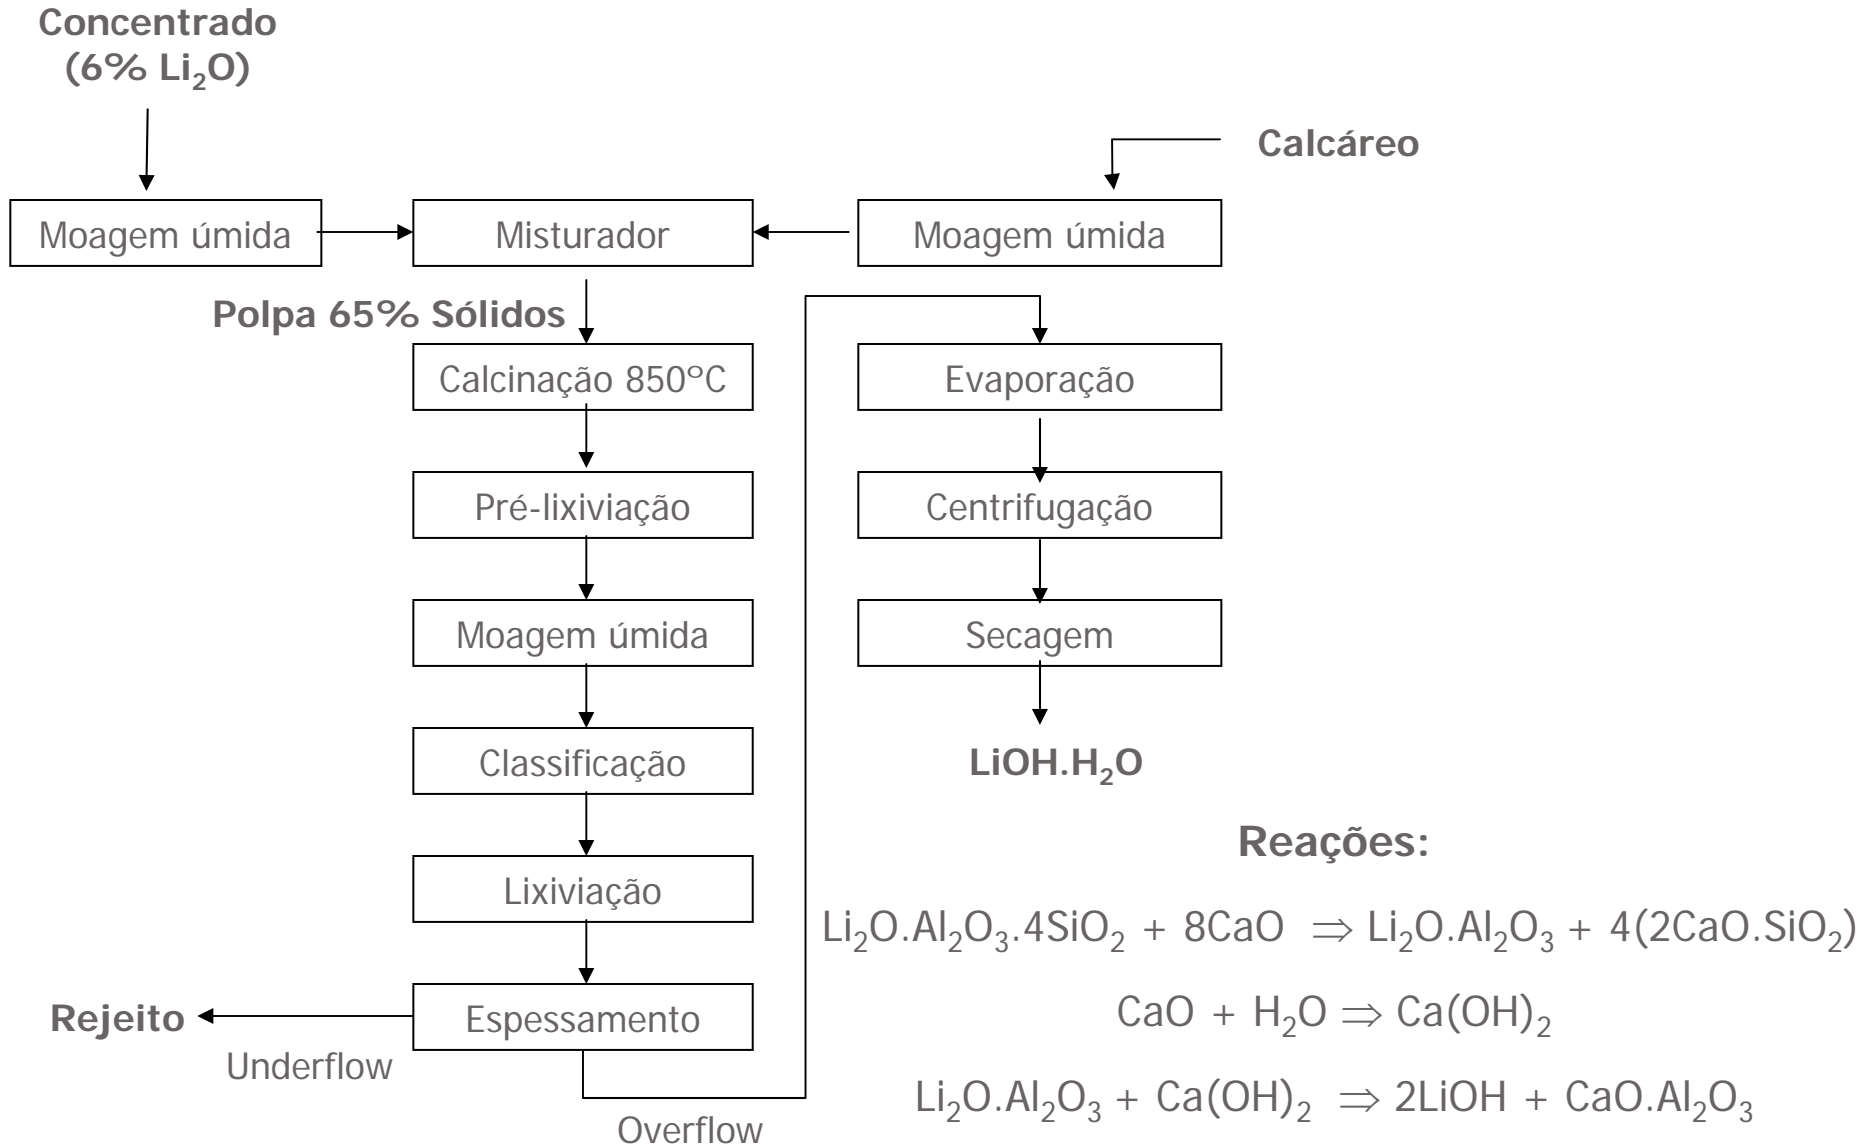 Concentrado
(6% Li₂O)
Calcáreo
Moagem úmida
Misturador
Moagem úmida
Polpa 65% Sólidos
Calcinação 850ºC
Evaporação
Pré-lixiviação
Centrifugação
Moagem úmida
Secagem
Classificação
LiOH.H₂O
Reações:
Lixiviação
Li₂O.Al₂O₃.4SiO₂ + 8CaO ⇒ Li₂O.Al₂O₃ + 4(2CaO.SiO₂)
Rejeito
Espessamento
CaO + H₂O ⇒ Ca(OH)₂
Underflow
Li₂O.Al₂O₃ + Ca(OH)₂ ⇒ 2LiOH + CaO.Al₂O₃
Overflow